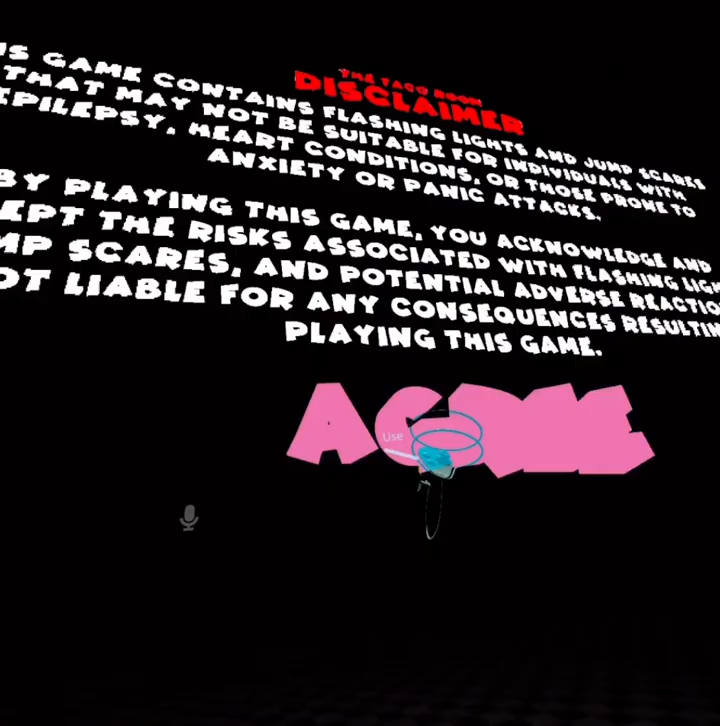 THE TACO ROOM
DISCLAIMER
IS GAME CONTAINS FLASHING LIGHTS AND JUMP SCARES
THAT MAY NOT BE SUITABLE FOR INDIVIDUALS WITH
EPILEPSY, HEART CONDITIONS, OR THOSE PRONE TO
ANXIETY OR PANIC ATTACKS.
BY PLAYING THIS GAME, YOU ACKNOWLEDGE AND
EPT THE RISKS ASSOCIATED WITH FLASHING LIGH
MP SCARES, AND POTENTIAL ADVERSE REACTIO
OT LIABLE FOR ANY CONSEQUENCES RESULTIN
PLAYING THIS GAME.
Use